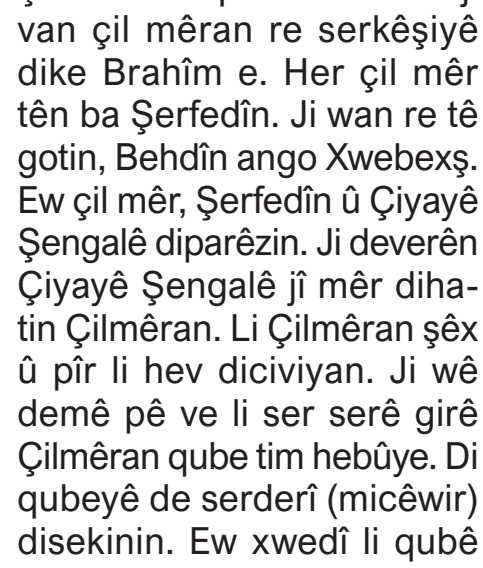 van çil mêran re serkêşiyê
dike Brahîm e. Her çil mêr
tên ba Şerfedîn. Ji wan re tê
gotin, Behdîn ango Xwebexş.
Ew çil mêr, Şerfedîn û Çiyayê
Şengalê diparêzin. Ji deverên
Çiyayê Şengalê jî mêr diha-
tin Çilmêran. Li Çilmêran şêx
û pîr li hev diciviyan. Ji wê
demê pê ve li ser serê girê
Çilmêran qube tim hebûye. Di
qubeyê de serderî (micêwir)
disekinin. Ew xwedî li qubê